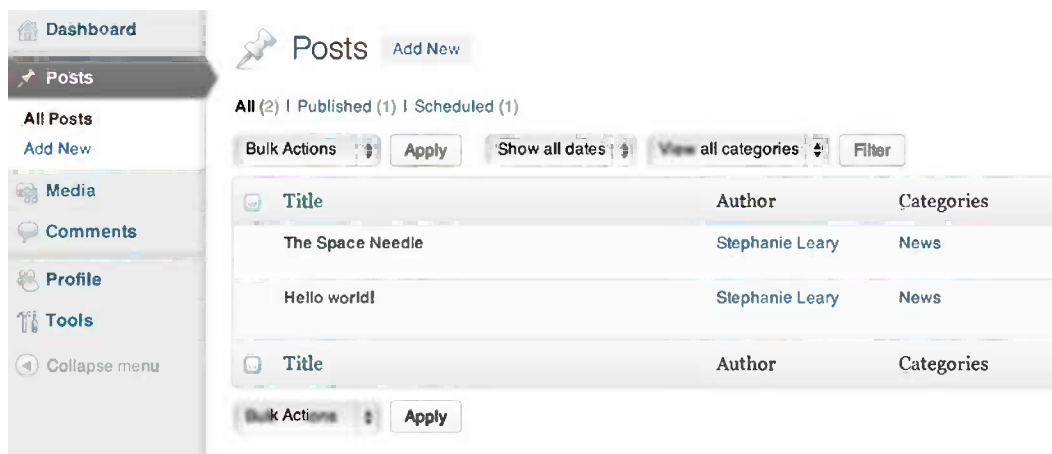 Dashboard
Posts
All Posts
Add New
Media
Comments
Profile
Tools
Collapse menu
Posts Add New
All (2) | Published (1) | Scheduled (1)
Bulk Actions Apply Show all dates View all categories Filter
Title Author Categories
The Space Needle Stephanie Leary News
Hello world! Stephanie Leary News
Title Author Categories
Bulk Actions Apply